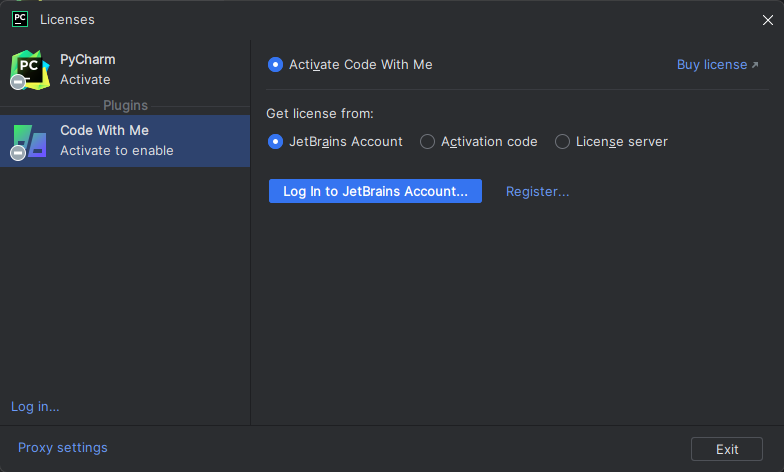 PC Licenses
PC PyCharm
Activate
Plugins
Code With Me
Activate to enable
Log in...
Activate Code With Me
Buy license ↗
Get license from:
JetBrains Account Activation code License server
Log In to JetBrains Account... Register...
Proxy settings
Exit